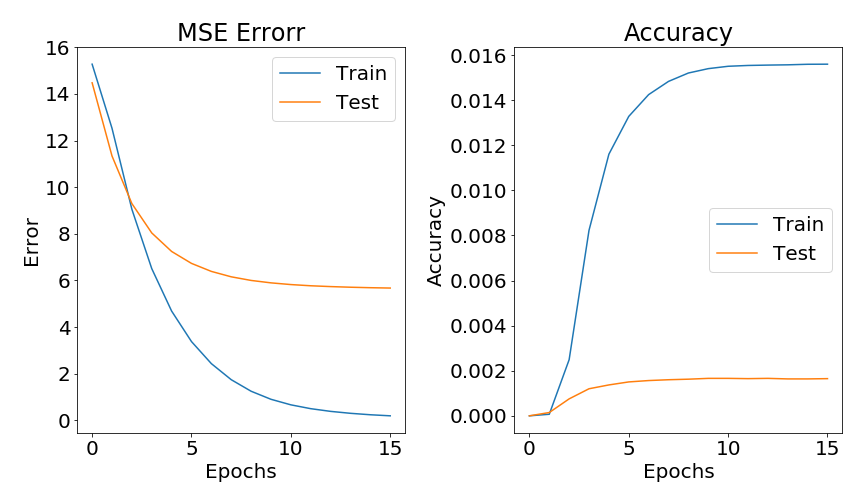 MSE Errorr
16
14
12
10
8
6
4
2
0
Error
0 5 10 15
Epochs
Train
Test
Accuracy
0.016
0.014
0.012
0.010
0.008
0.006
0.004
0.002
0.000
Accuracy
0 5 10 15
Epochs
Train
Test